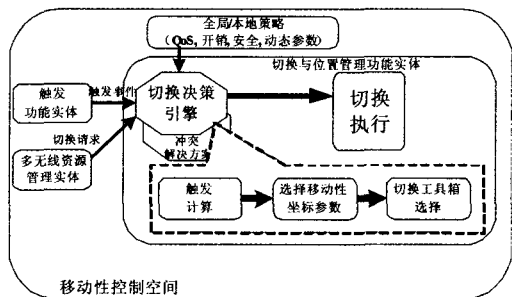 全局/本地策略
(QoS, 开销, 安全, 动态参数)
切换与位置管理功能实体
触发
功能实体
触发事件
切换决策
引擎
切换
执行
切换请求
多无线资源
管理实体
冲突
解决方案
触发
计算
选择移动性
坐标参数
切换工具箱
选择
移动性控制空间